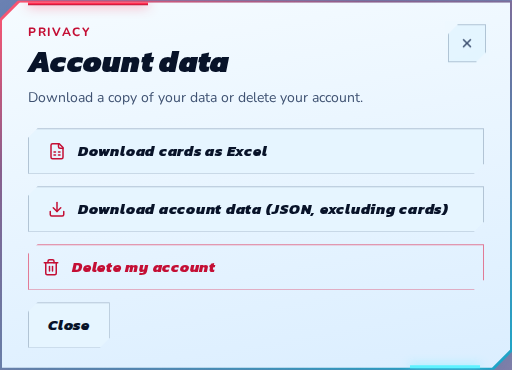 PRIVACY
Account data
Download a copy of your data or delete your account.
Download cards as Excel
Download account data (JSON, excluding cards)
Delete my account
Close